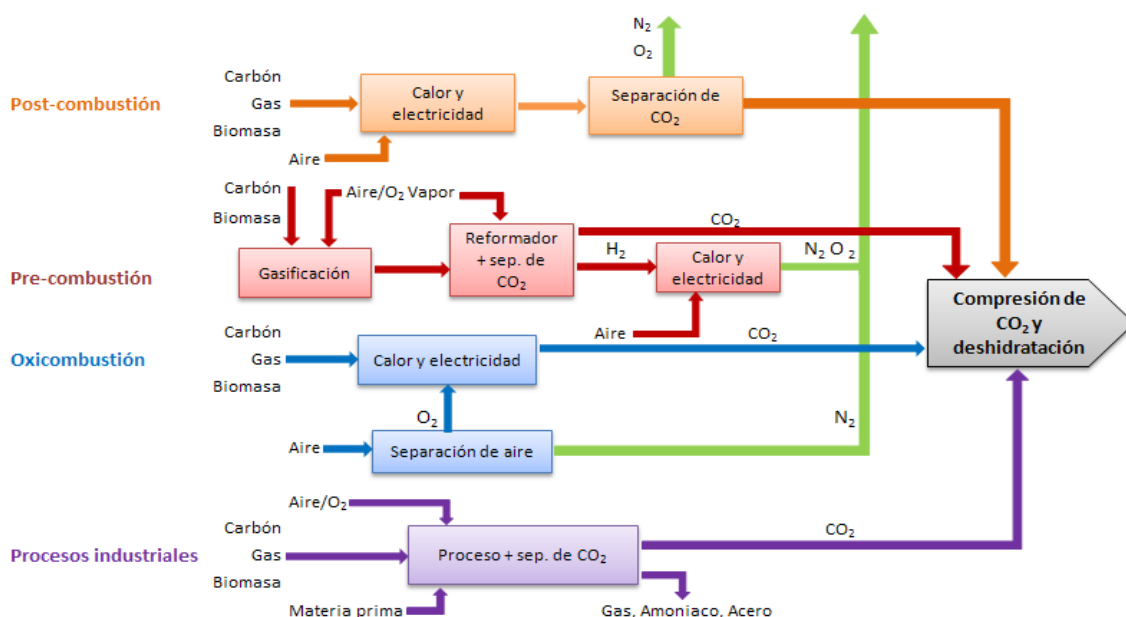 Post-combustión
Carbón
Gas
Biomasa
Aire
Calor y
electricidad
Separación de
CO₂
N₂
O₂
Pre-combustión
Carbón
Biomasa
Aire/O₂ Vapor
Gasificación
Reformador
+ sep. de
CO₂
CO₂
H₂
Calor y
electricidad
Aire
N₂ O ₂
Oxicombustión
Carbón
Gas
Biomasa
Calor y electricidad
CO₂
O₂
Aire
Separación de aire
N₂
Compresión de
CO₂ y
deshidratación
Procesos industriales
Aire/O₂
Carbón
Gas
Biomasa
Materia prima
Proceso + sep. de CO₂
CO₂
Gas, Amoniaco, Acero